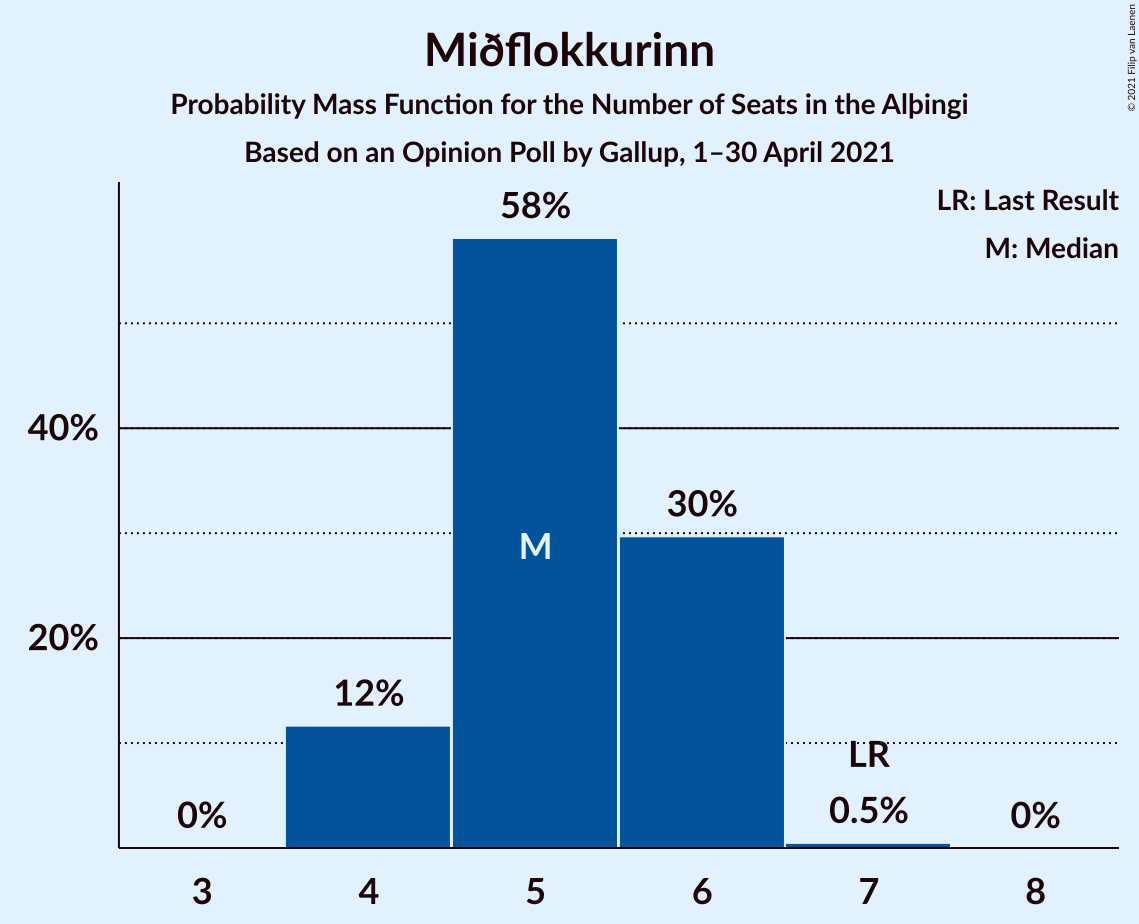 Miðflokkurinn
Probability Mass Function for the Number of Seats in the Alþingi
Based on an Opinion Poll by Gallup, 1–30 April 2021
© 2021 Filip van Laenen
LR: Last Result
M: Median
58%
40%
30%
M
20%
12%
LR
0%
0.5%
0%
3 4 5 6 7 8